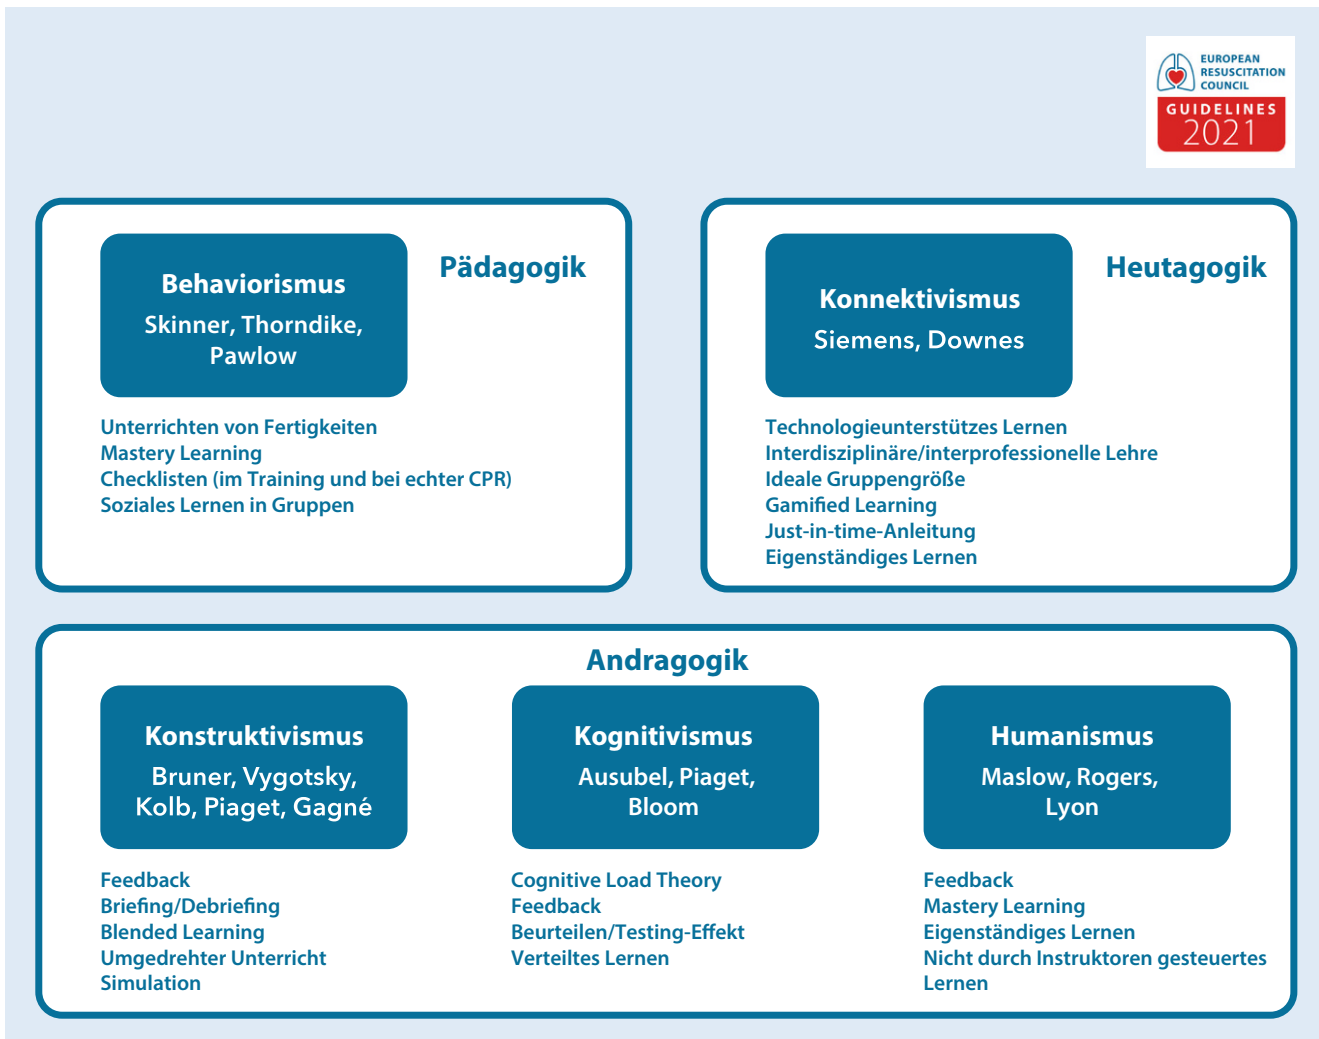 EUROPEAN
RESUSCITATION
COUNCIL
GUIDELINES
2021
Pädagogik
Behaviorismus
Skinner, Thorndike,
Pawlow
Unterrichten von Fertigkeiten
Mastery Learning
Checklisten (im Training und bei echter CPR)
Soziales Lernen in Gruppen
Heutagogik
Konnektivismus
Siemens, Downes
Technologieunterstützes Lernen
Interdisziplinäre/interprofessionelle Lehre
Ideale Gruppengröße
Gamified Learning
Just-in-time-Anleitung
Eigenständiges Lernen
Andragogik
Konstruktivismus
Bruner, Vygotsky,
Kolb, Piaget, Gagné
Feedback
Briefing/Debriefing
Blended Learning
Umgedrehter Unterricht
Simulation
Kognitivismus
Ausubel, Piaget,
Bloom
Cognitive Load Theory
Feedback
Beurteilen/Testing-Effekt
Verteiltes Lernen
Humanismus
Maslow, Rogers,
Lyon
Feedback
Mastery Learning
Eigenständiges Lernen
Nicht durch Instruktoren gesteuertes
Lernen